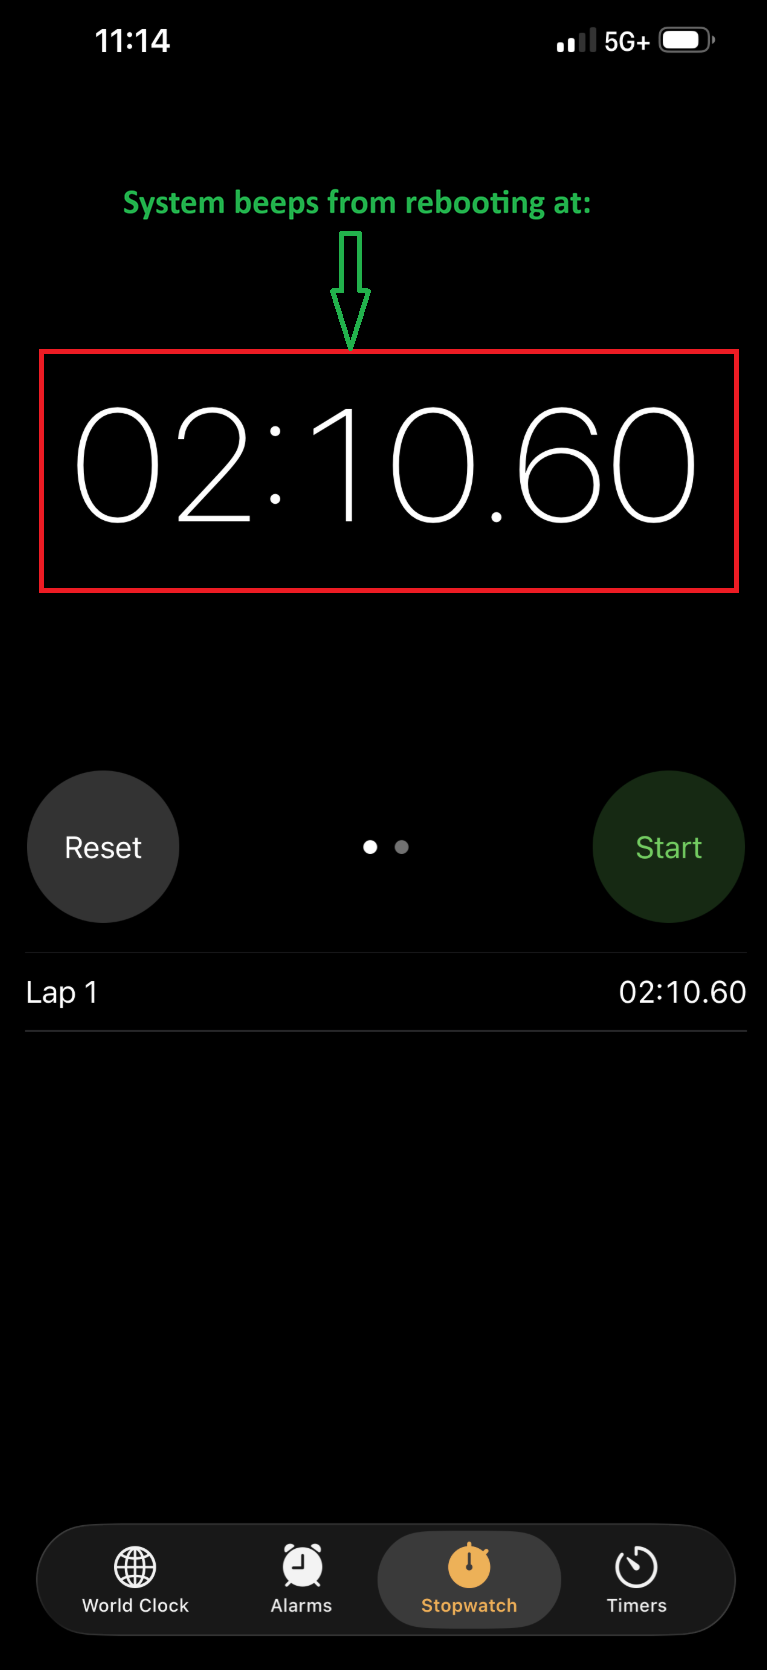 11:14 5G+
System beeps from rebooting at:
02:10.60
Reset Start
Lap 1 02:10.60
World Clock Alarms Stopwatch Timers